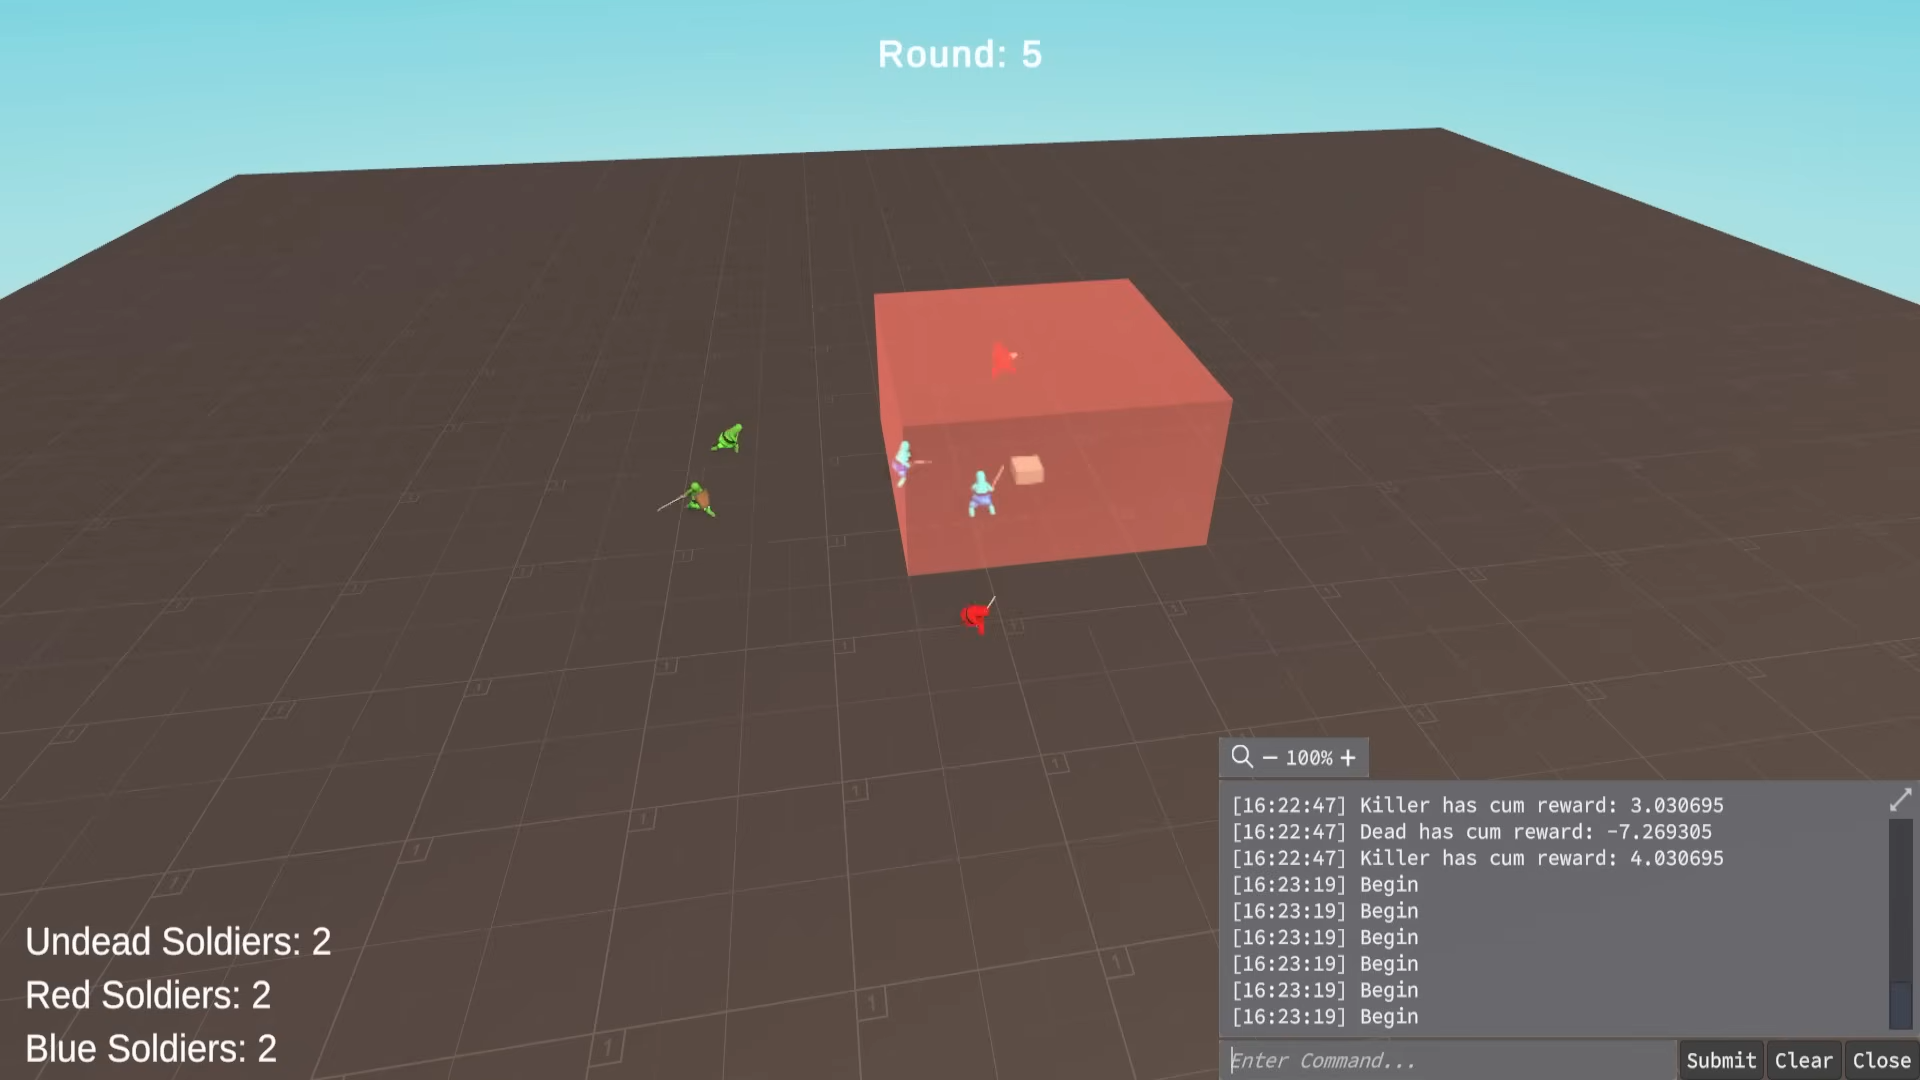 Round: 5
100%
[16:22:47] Killer has cum reward: 3.030695
[16:22:47] Dead has cum reward: -7.269305
[16:22:47] Killer has cum reward: 4.030695
[16:23:19] Begin
[16:23:19] Begin
[16:23:19] Begin
[16:23:19] Begin
[16:23:19] Begin
[16:23:19] Begin
Enter Command...
Submit Clear Close
Undead Soldiers: 2
Red Soldiers: 2
Blue Soldiers: 2